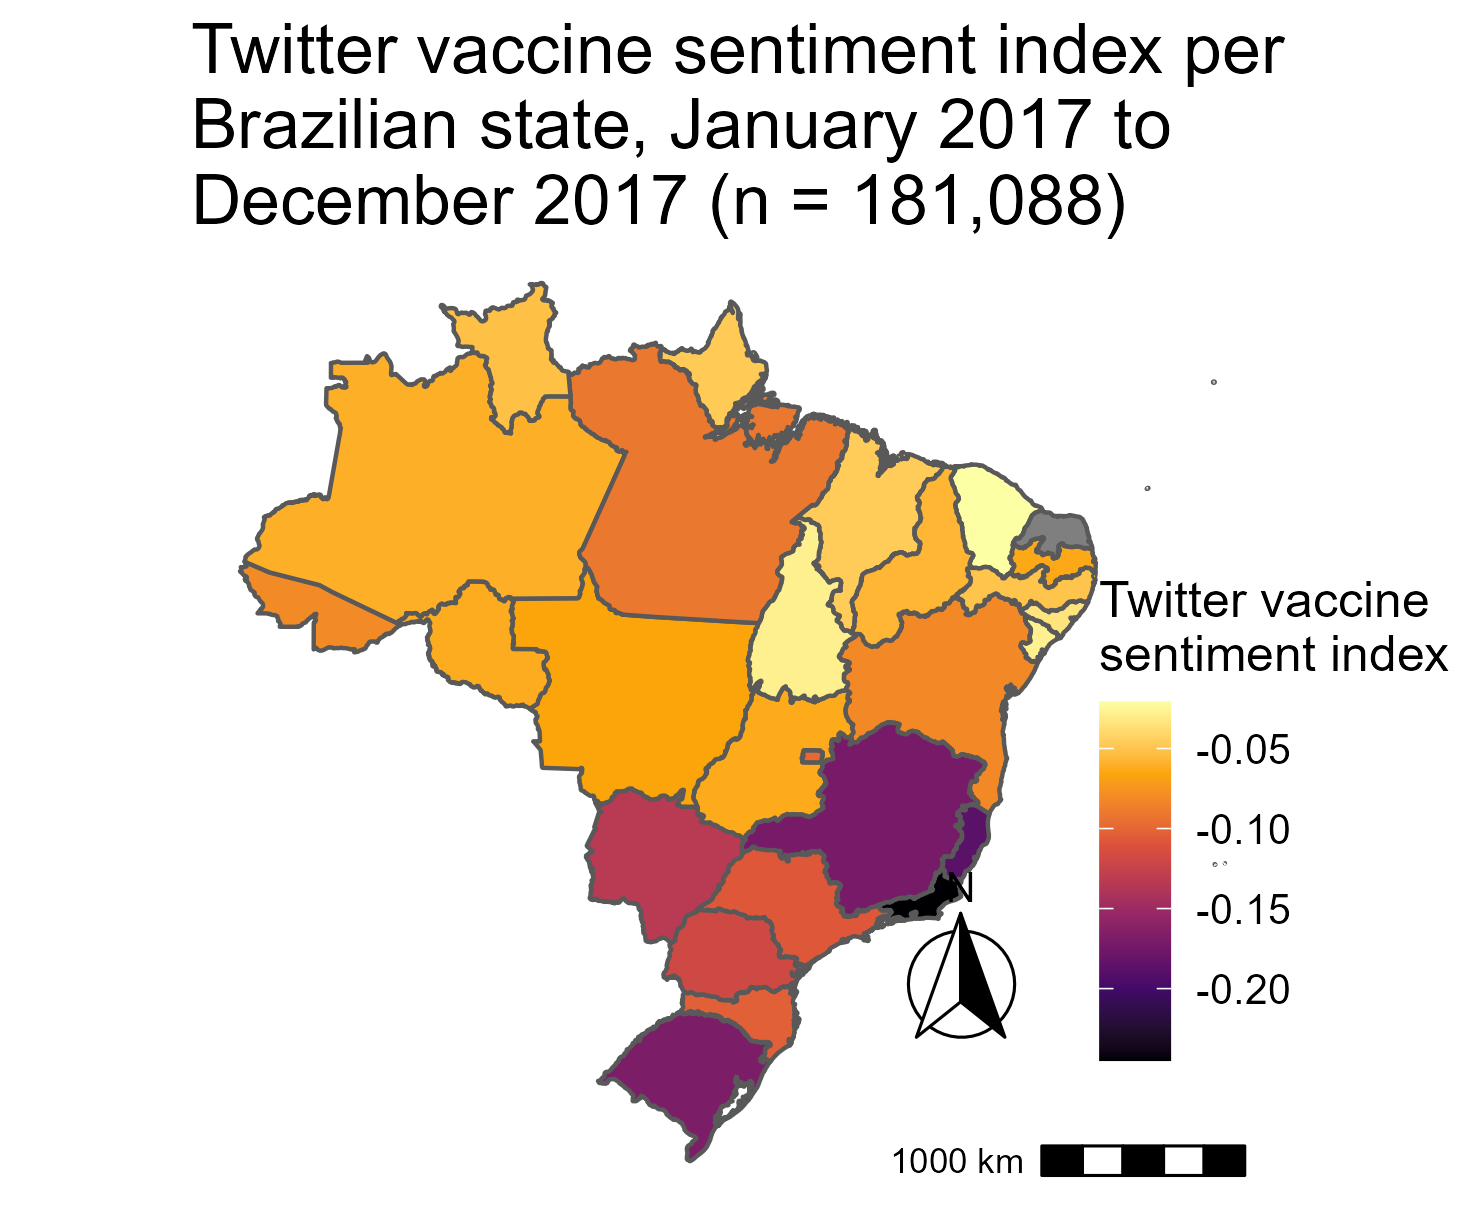 Twitter vaccine sentiment index per
Brazilian state, January 2017 to
December 2017 (n = 181,088)
Twitter vaccine
sentiment index
-0.05
-0.10
-0.15
-0.20
N
1000 km